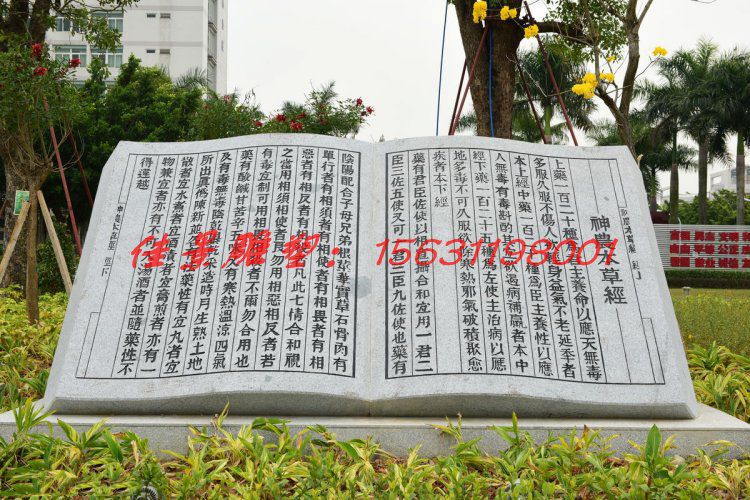 神農本草經
上藥一百二十種為君主養命以應天無毒
多服久服不傷人欲輕身益氣不老延年者
本上經中藥一百二十種為臣主養性以應
人無毒有毒斟酌其宜欲遏病補羸者本中
經下藥一百二十五種為左使主治病以應
地多毒不可久服欲除寒熱邪氣破積聚愈
疾者本下經
藥有君臣佐使以相宣攝合和宜用一君二
臣三佐五使又可一君三臣九佐使也藥有
陰陽配合子母兄弟根莖華實草石骨肉有
單行者有相須者有相使者有相畏者有相
惡者有相反者有相殺者凡此七情合和視
之當用相須相使者良勿用相惡相反者若
有毒宜制可用相畏相殺者不爾勿合用也
藥有酸鹹甘苦辛五味又有寒熱溫涼四氣
及有毒無毒陰乾暴乾采造時月生熟土地
所出真偽陳新並各有法藥性有宜丸者宜
散者宜水煮者宜酒漬者宜膏煎者亦有一
物兼宜者亦有不可入湯酒者並隨藥性不
得違越
佳景雕塑 15631198001